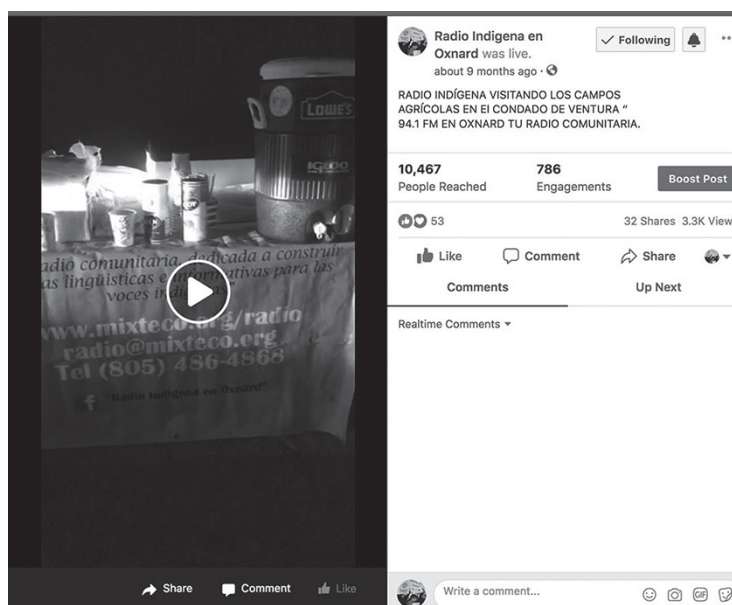 LOWE'S
IGLOO
radio comunitaria, dedicada a construir
as lingüísticas e informativas para las
voces
www.mixteco.org/radio
radio@mixteco.org
Tel (805) 486-4868
f "Radio Indigena en Oxnard"
Share Comment Like
Radio Indigena en
Oxnard was live.
Following
about 9 months ago
RADIO INDÍGENA VISITANDO LOS CAMPOS
AGRÍCOLAS EN El CONDADO DE VENTURA “
94.1 FM EN OXNARD TU RADIO COMUNITARIA.
10,467
People Reached
786
Engagements
Boost Post
53
32 Shares 3.3K View
Like Comment Share
Comments Up Next
Realtime Comments
Write a comment...
GIF